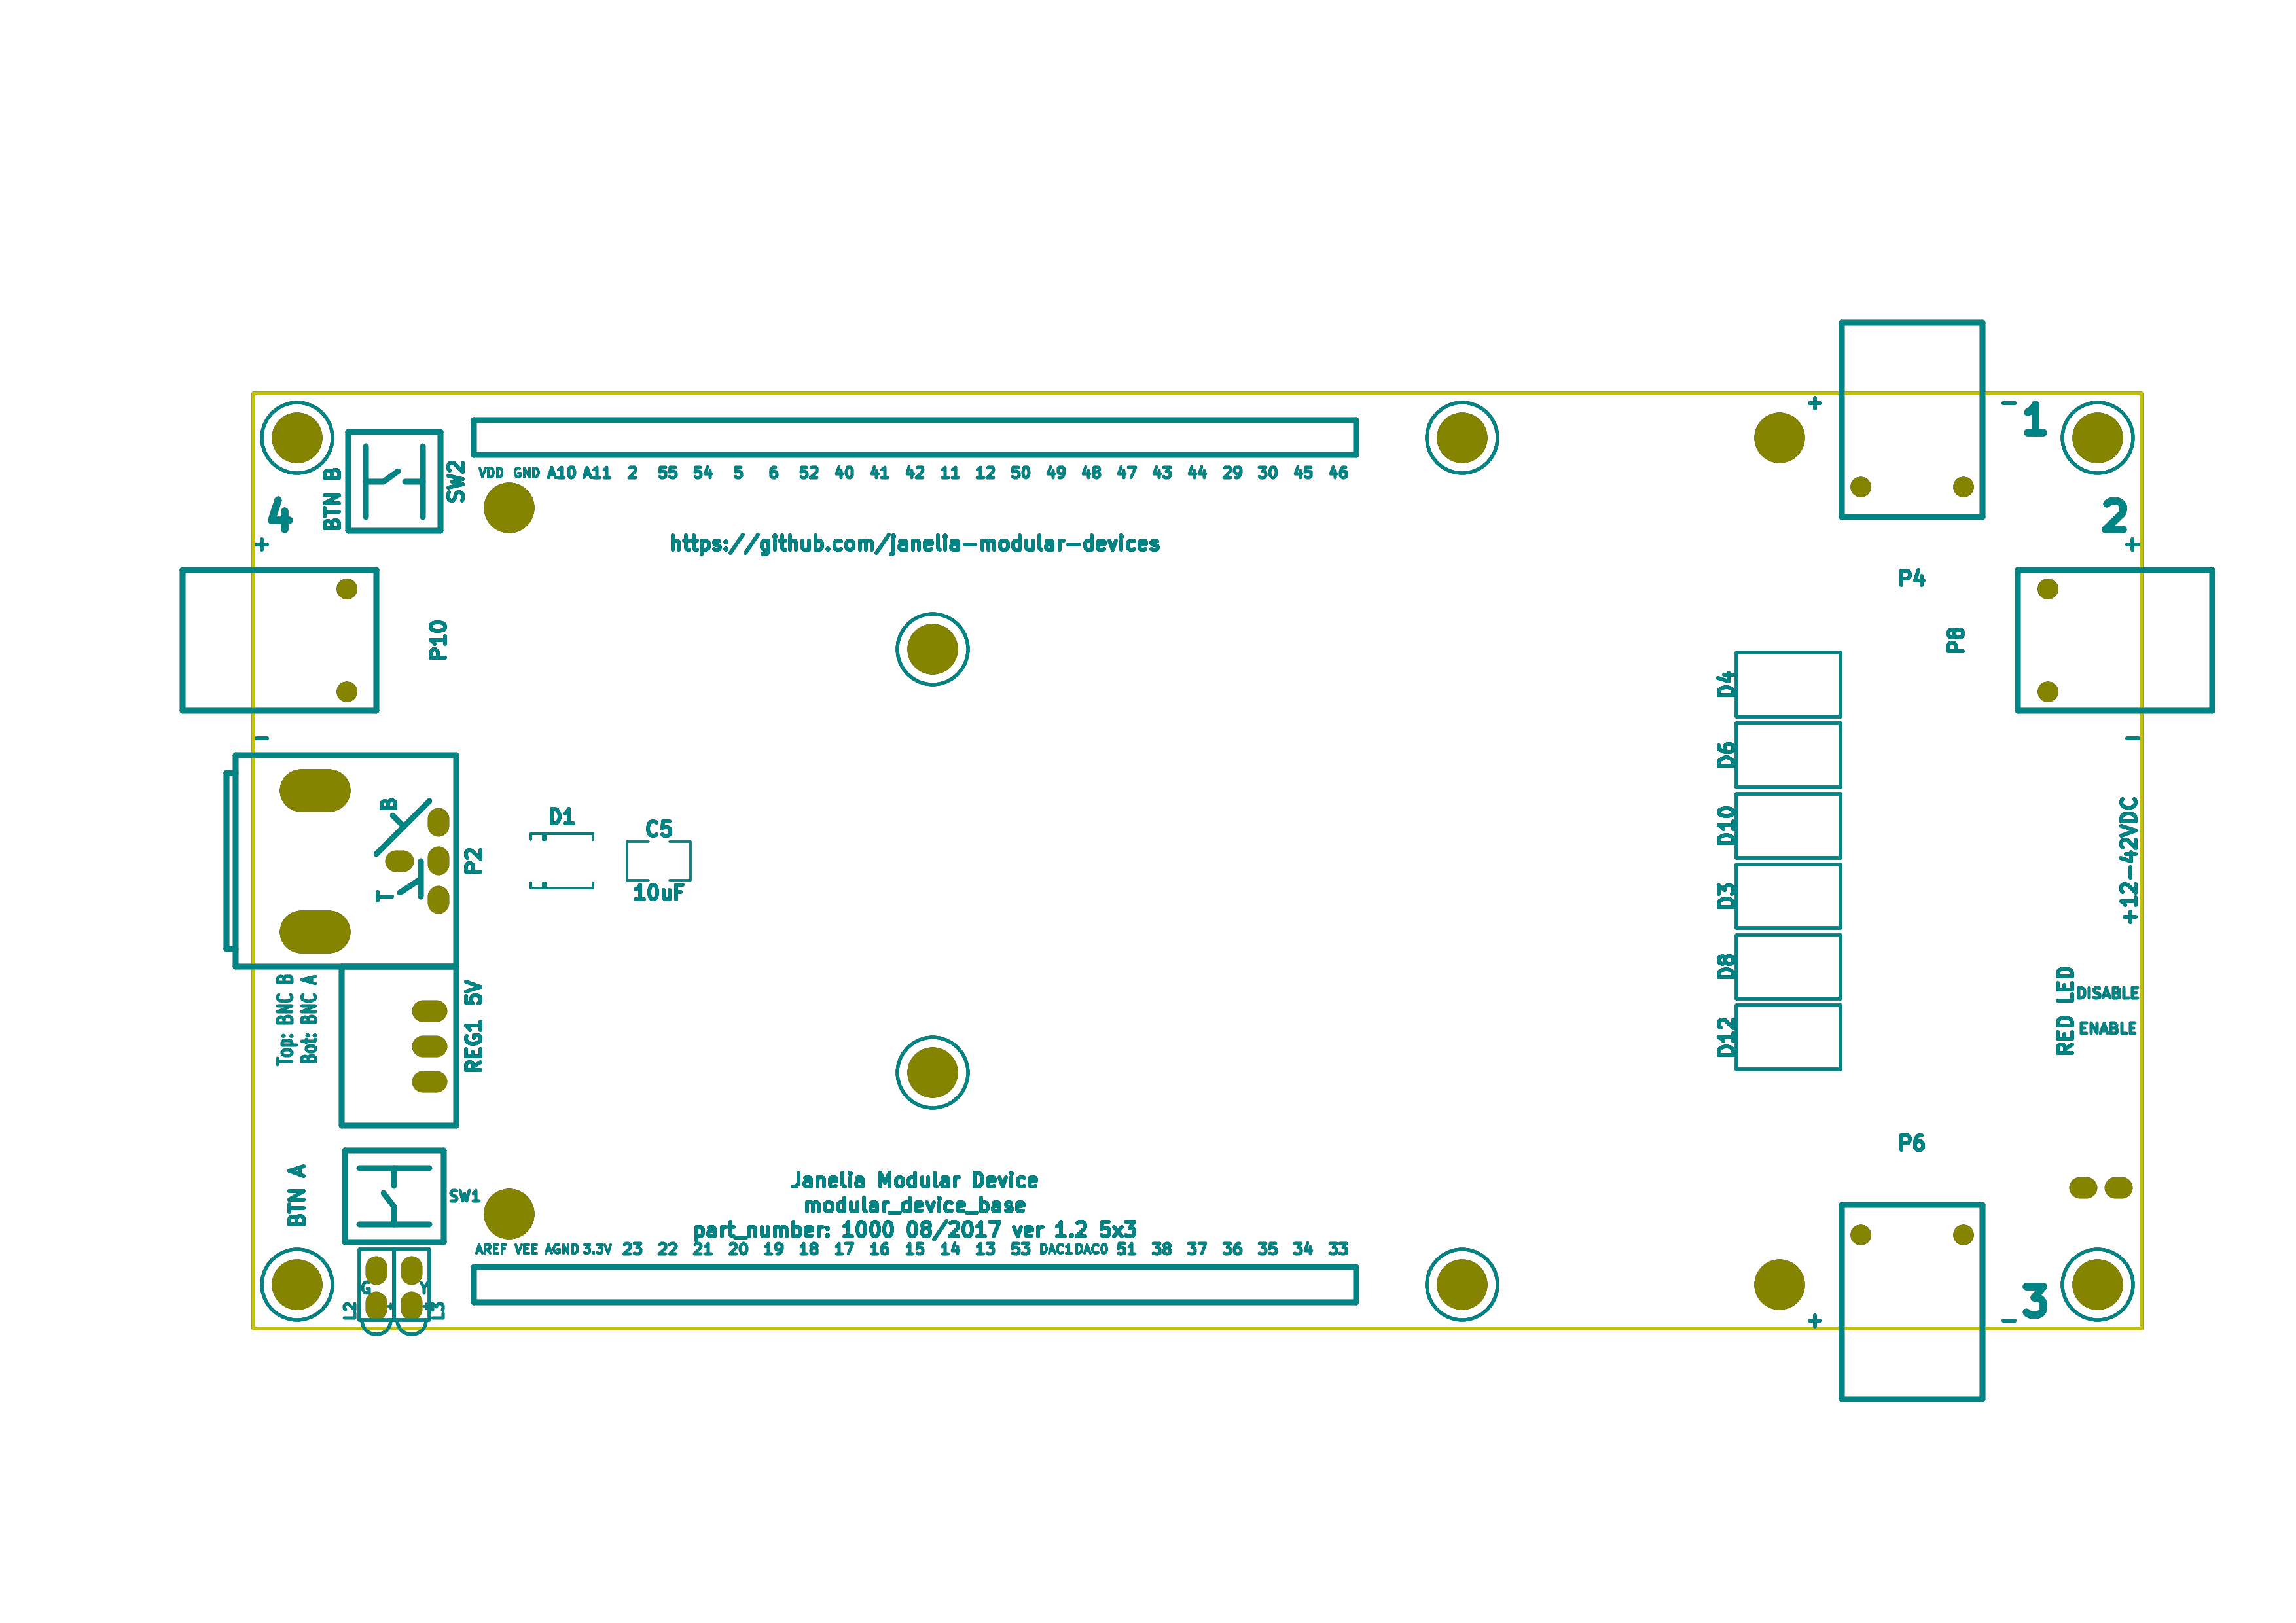 + - 1
4
BTN B
SW2
VDD GND A10 A11 2 55 54 5 6 52 40 41 42 11 12 50 49 48 47 43 44 29 30 45 46
2
+
+
https://github.com/janelia-modular-devices
P4
P10
P8
D4
-
-
D6
B
D1
C5
D10
+12-42VDC
P2
T
10uF
D3
D8
Top: BNC B
Bot: BNC A
REG1 5V
RED LED
DISABLE
ENABLE
D12
P6
BTN A
SW1
Janelia Modular Device
modular_device_base
part_number: 1000 08/2017 ver 1.2 5x3
AREF VEE AGND 3.3V 23 22 21 20 19 18 17 16 15 14 13 53 DAC1 DAC0 51 38 37 36 35 34 33
G Y
L2 + + L3
+ - 3